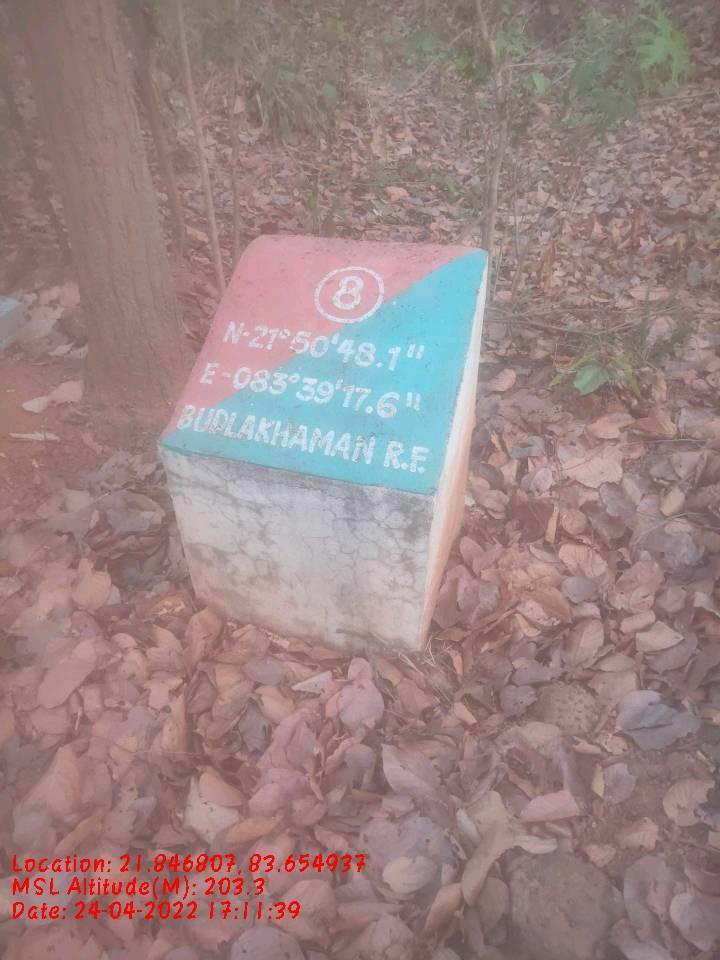 8
N-21°50'48.1"
E-083°39'17.6"
BUDLAKHAMAN R.F.
Location: 21.846807, 83.654937
MSL Altitude(M): 203.3
Date: 24-04-2022 17:11:39